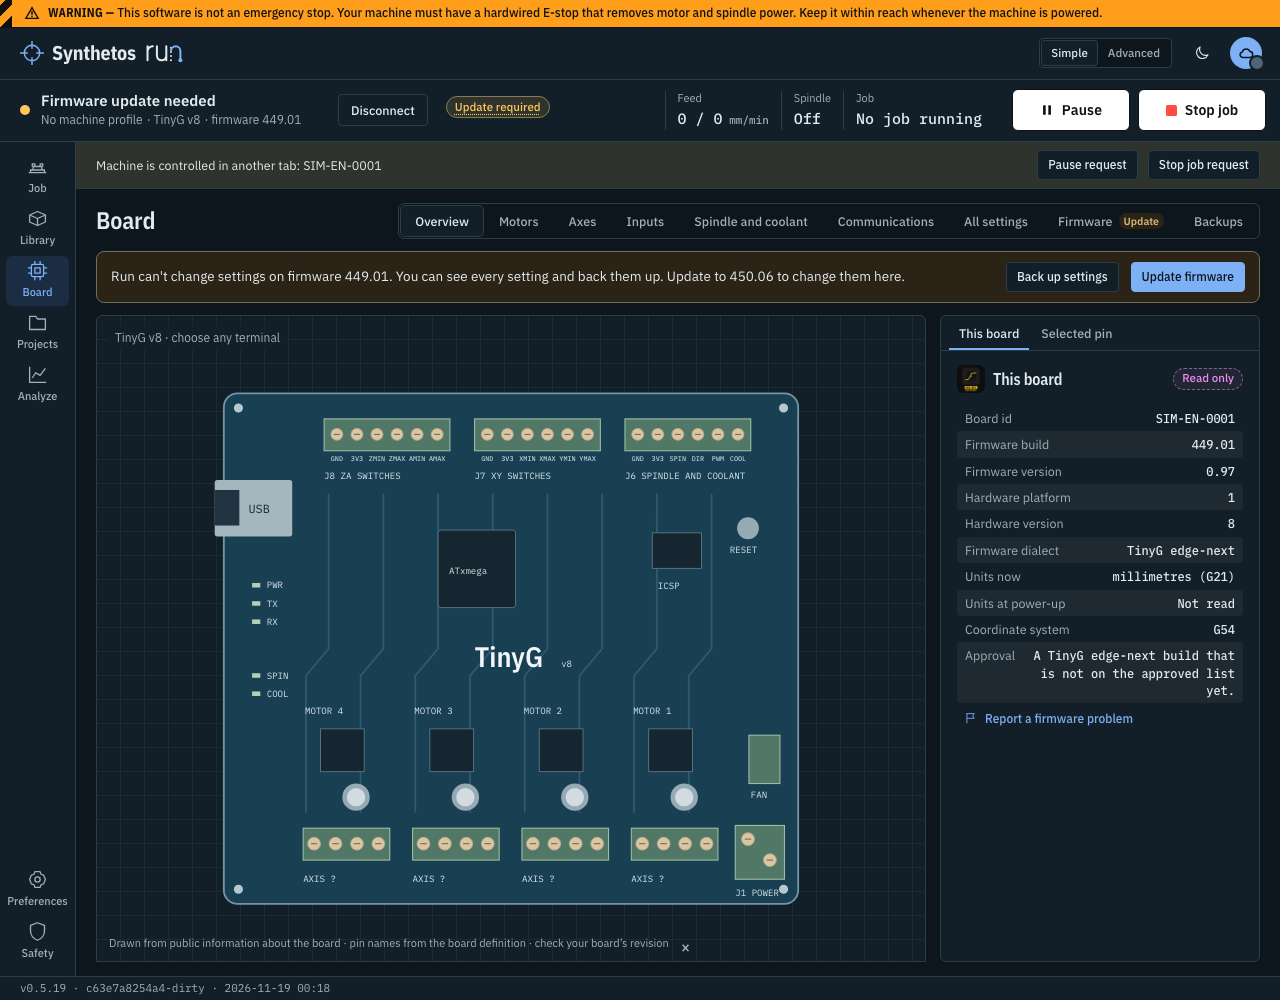 WARNING — This software is not an emergency stop. Your machine must have a hardwired E-stop that removes motor and spindle power. Keep it within reach whenever the machine is powered.
Synthetos run
Simple
Advanced
Firmware update needed
No machine profile · TinyG v8 · firmware 449.01
Disconnect
Update required
Feed
0 / 0 mm/min
Spindle
Off
Job
No job running
Pause
Stop job
Machine is controlled in another tab: SIM-EN-0001
Pause request
Stop job request
Job
Library
Board
Projects
Analyze
Preferences
Safety
Board
Overview
Motors
Axes
Inputs
Spindle and coolant
Communications
All settings
Firmware Update
Backups
Run can't change settings on firmware 449.01. You can see every setting and back them up. Update to 450.06 to change them here.
Back up settings
Update firmware
TinyG v8 · choose any terminal
GND 3V3 ZMIN ZMAX AMIN AMAX
J8 ZA SWITCHES
GND 3V3 XMIN XMAX YMIN YMAX
J7 XY SWITCHES
GND 3V3 SPIN DIR PWM COOL
J6 SPINDLE AND COOLANT
USB
RESET
ATxmega
ICSP
PWR
TX
RX
TinyG v8
SPIN
COOL
MOTOR 4
MOTOR 3
MOTOR 2
MOTOR 1
FAN
AXIS ?
AXIS ?
AXIS ?
AXIS ?
J1 POWER
Drawn from public information about the board · pin names from the board definition · check your board's revision ×
This board
Selected pin
This board
Read only
Board id SIM-EN-0001
Firmware build 449.01
Firmware version 0.97
Hardware platform 1
Hardware version 8
Firmware dialect TinyG edge-next
Units now millimetres (G21)
Units at power-up Not read
Coordinate system G54
Approval A TinyG edge-next build that
is not on the approved list
yet.
Report a firmware problem
v0.5.19 · c63e7a8254a4-dirty · 2026-11-19 00:18